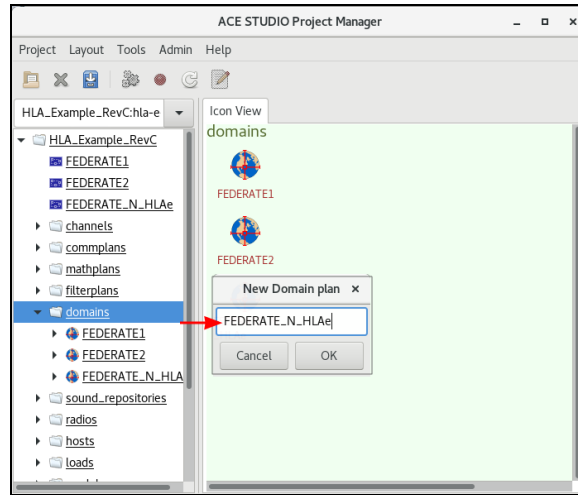 ACE STUDIO Project Manager
Project Layout Tools Admin Help
HLA_Example_RevC:hla-e
HLA_Example_RevC
FEDERATE1
FEDERATE2
FEDERATE_N_HLAe
channels
commplans
mathplans
filterplans
domains
FEDERATE1
FEDERATE2
FEDERATE_N_HLA
sound_repositories
radios
hosts
loads
Icon View
domains
FEDERATE1
FEDERATE2
New Domain plan
FEDERATE_N_HLAe
Cancel OK